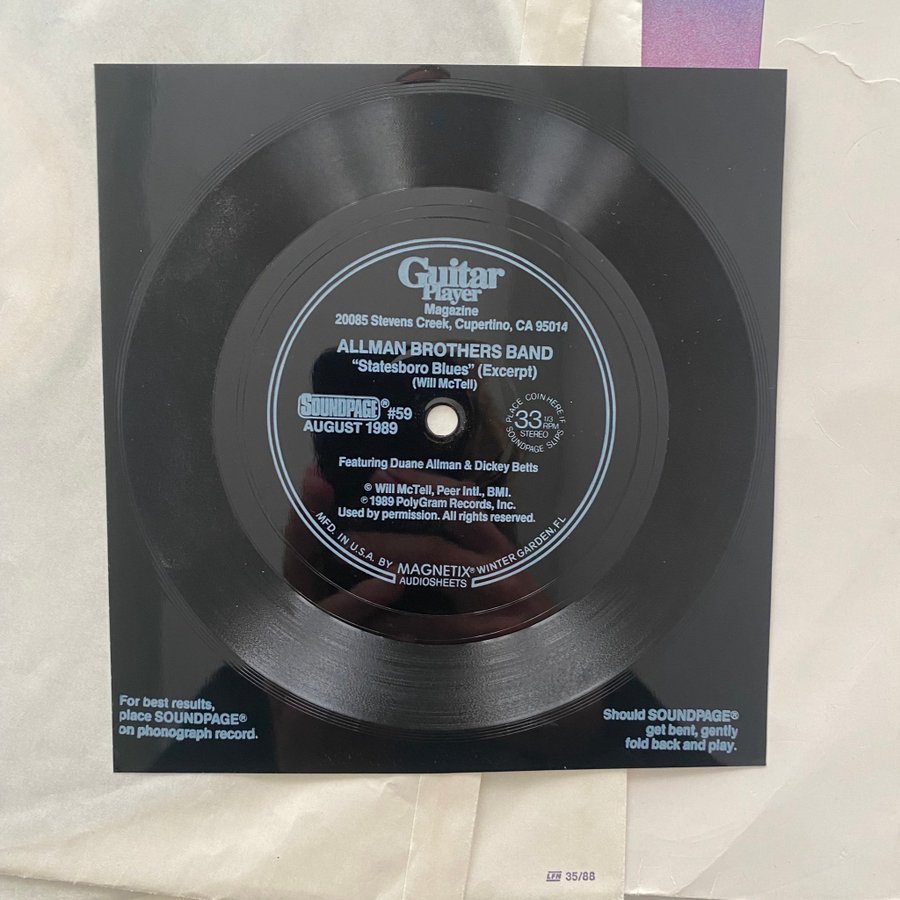 Guitar
Player
Magazine
20085 Stevens Creek, Cupertino, CA 95014
ALLMAN BROTHERS BAND
“Statesboro Blues” (Excerpt)
(Will McTell)
SOUNDPAGE® #59
AUGUST 1989
PLACE COIN HERE IF SOUNDPAGE SLIPS
33 1/3 RPM
STEREO
Featuring Duane Allman & Dickey Betts
© Will McTell, Peer Intl., BMI.
℗ 1989 PolyGram Records, Inc.
Used by permission. All rights reserved.
MFD. IN U.S.A. BY MAGNETIX® WINTER GARDEN, FL
AUDIOSHEETS
For best results,
place SOUNDPAGE®
on phonograph record.
Should SOUNDPAGE®
get bent, gently
fold back and play.
LFN 35/88